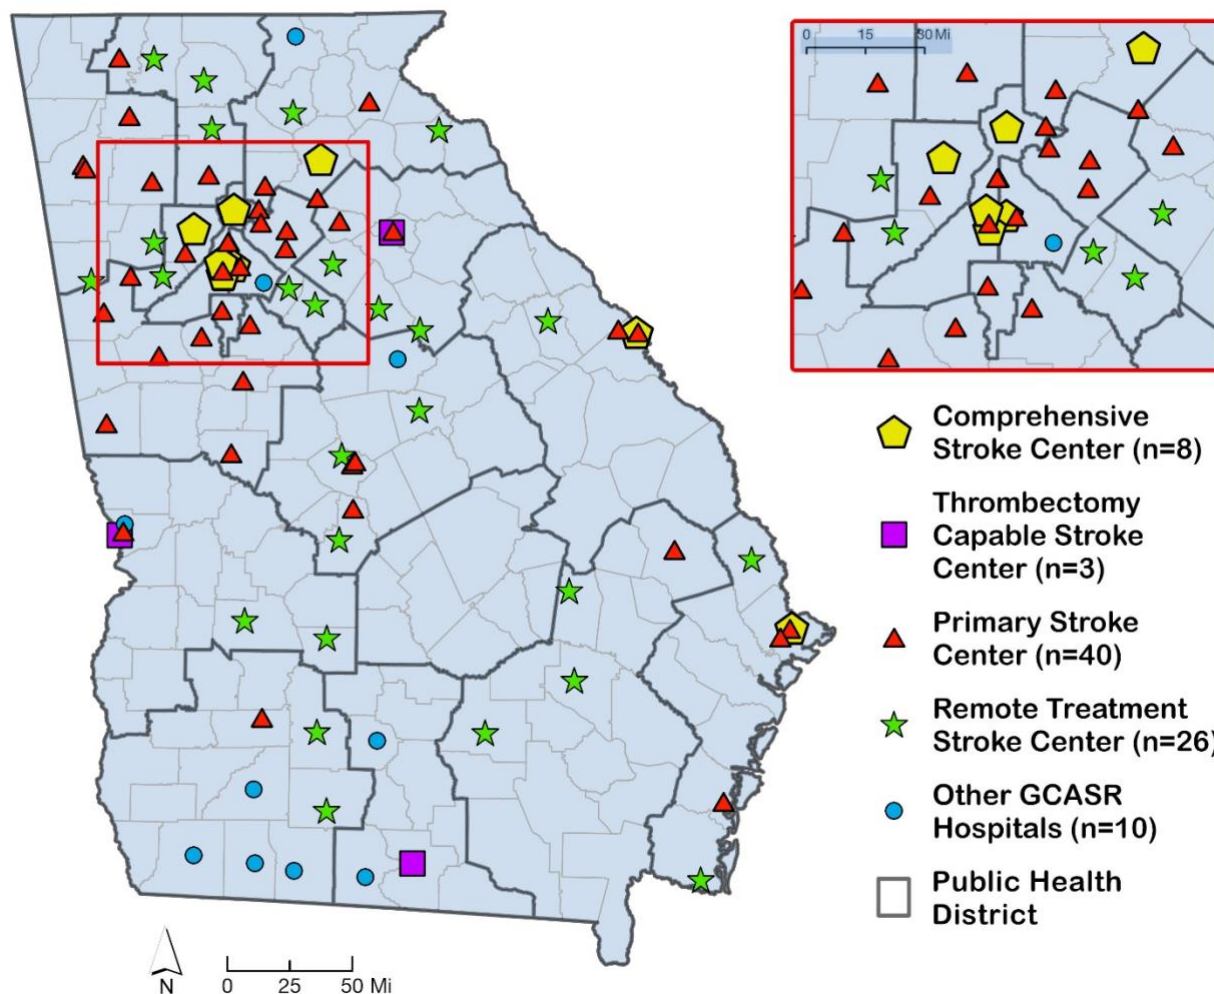 0 15 30 Mi
Comprehensive
Stroke Center (n=8)
Thrombectomy
Capable Stroke
Center (n=3)
Primary Stroke
Center (n=40)
Remote Treatment
Stroke Center (n=26)
Other GCASR
Hospitals (n=10)
Public Health
District
N
0 25 50 Mi